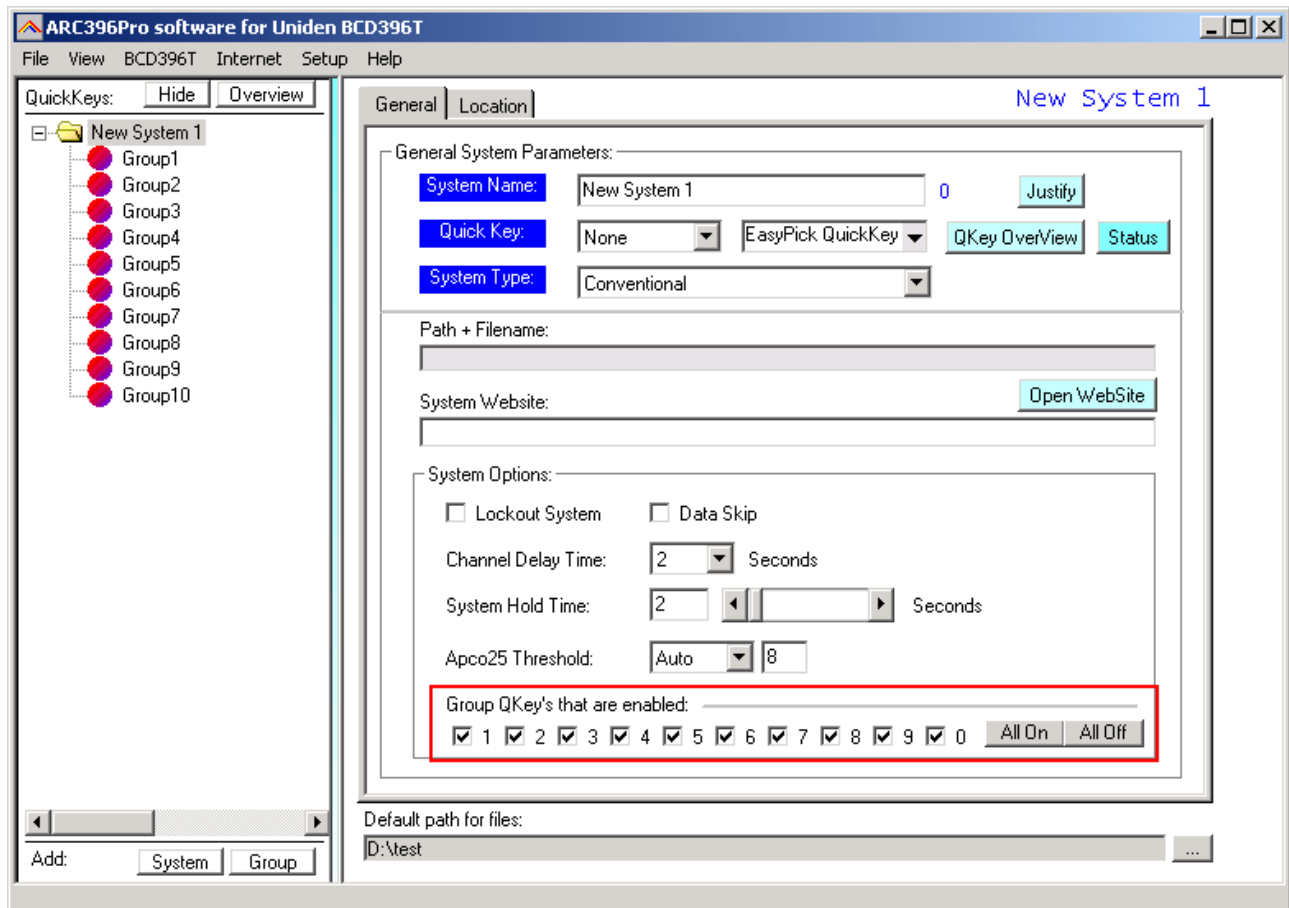 ARC396Pro software for Uniden BCD396T
File View BCD396T Internet Setup Help
QuickKeys: Hide Overview
New System 1
Group1
Group2
Group3
Group4
Group5
Group6
Group7
Group8
Group9
Group10
Add: System Group
General Location
New System 1
General System Parameters:
System Name: New System 1 0 Justify
Quick Key: None EasyPick QuickKey QKey OverView Status
System Type: Conventional
Path + Filename:
System Website: Open WebSite
System Options:
Lockout System Data Skip
Channel Delay Time: 2 Seconds
System Hold Time: 2 Seconds
Apco25 Threshold: Auto 8
Group QKey's that are enabled:
1 2 3 4 5 6 7 8 9 0 All On All Off
Default path for files:
D:\test ...